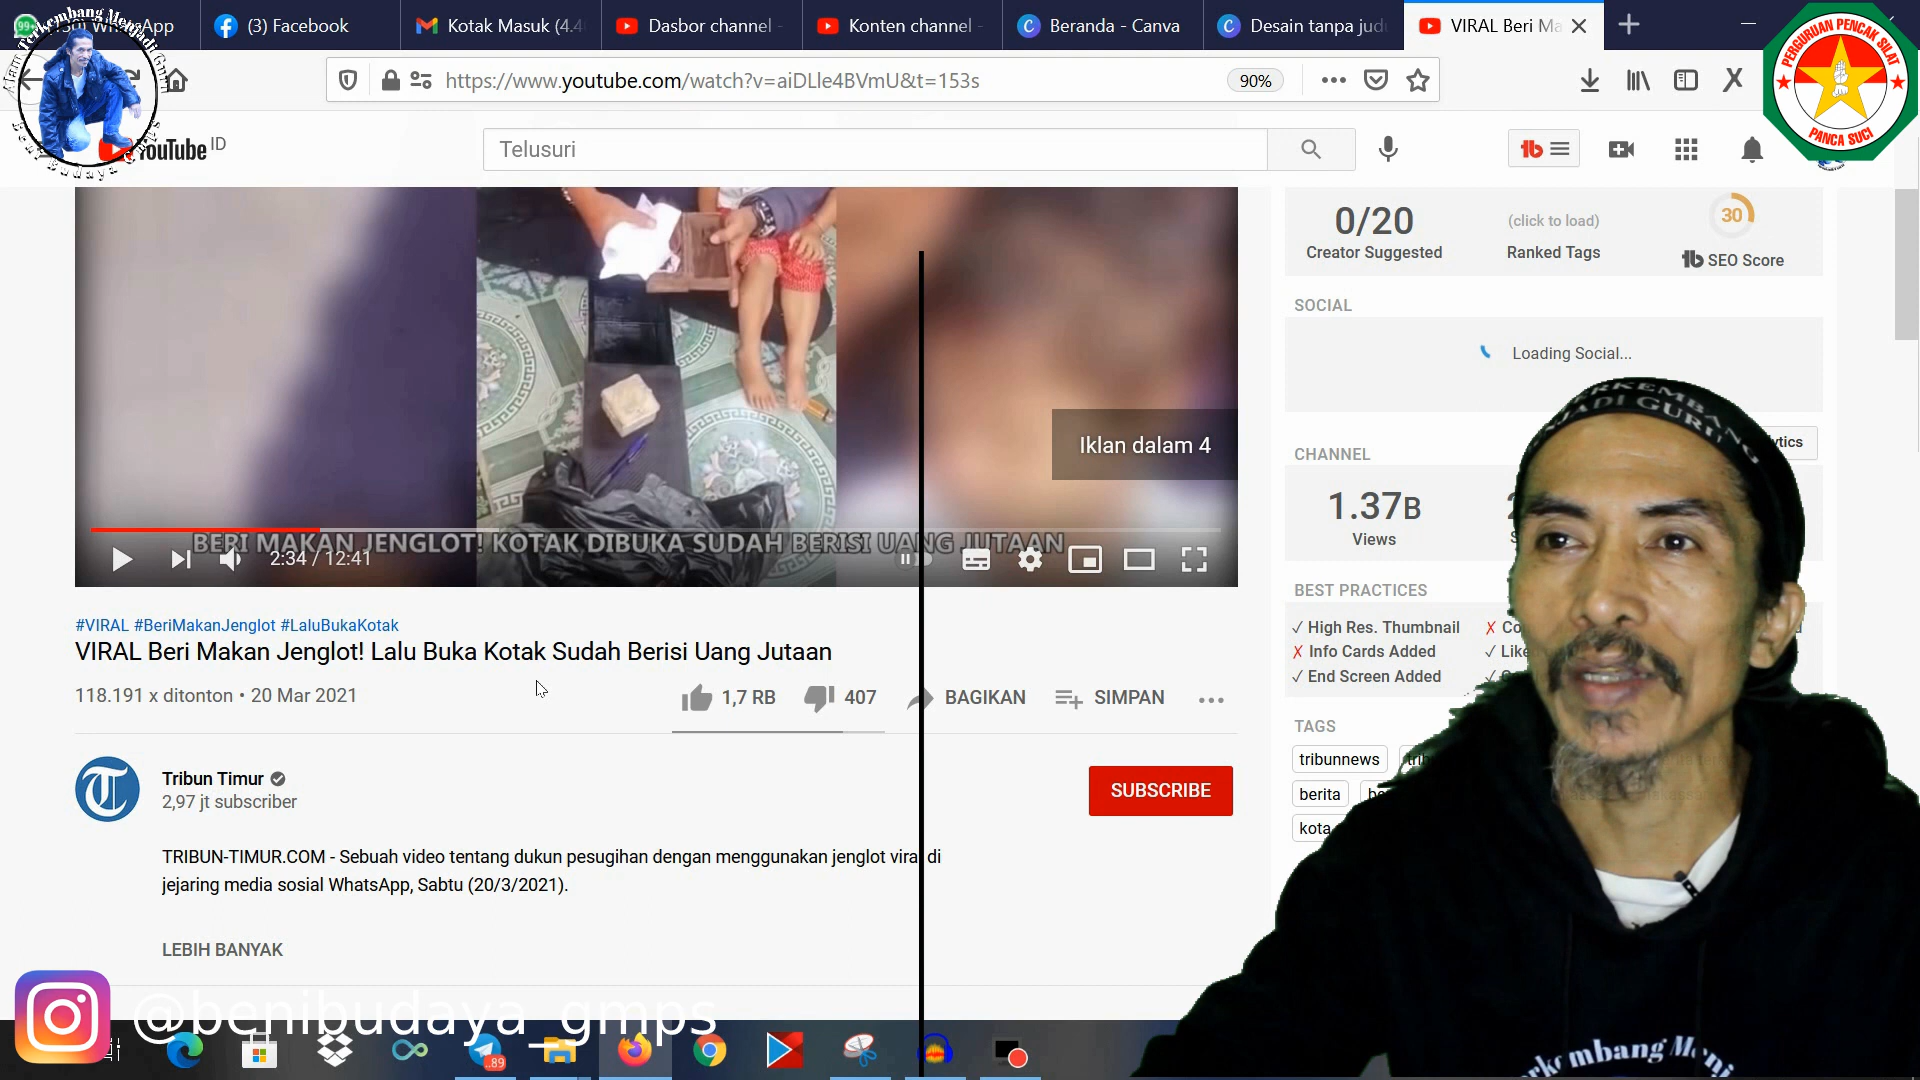 WhatsApp
(3) Facebook
Kotak Masuk (4.4
Dasbor channel -
Konten channel -
Beranda - Canva
Desain tanpa jud
VIRAL Beri Ma
https://www.youtube.com/watch?v=aiDLle4BVmU&t=153s
90%
PERGURUAN PENCAK SILAT
PANCA SUCI
YouTube ID
Telusuri
0/20
Creator Suggested
(click to load)
Ranked Tags
30
SEO Score
SOCIAL
Loading Social...
Iklan dalam 4
BERI MAKAN JENGLOT! KOTAK DIBUKA SUDAH BERISI UANG JUTAAN
2:34 / 12:41
CHANNEL
1.37B
Views
BEST PRACTICES
✓ High Res. Thumbnail
✗ Info Cards Added
✓ End Screen Added
#VIRAL #BeriMakanJenglot #LaluBukaKotak
VIRAL Beri Makan Jenglot! Lalu Buka Kotak Sudah Berisi Uang Jutaan
118.191 x ditonton • 20 Mar 2021
1,7 RB
407
BAGIKAN
SIMPAN
TAGS
tribunnews
berita
kota
Tribun Timur
2,97 jt subscriber
SUBSCRIBE
TRIBUN-TIMUR.COM - Sebuah video tentang dukun pesugihan dengan menggunakan jenglot viral di
jejaring media sosial WhatsApp, Sabtu (20/3/2021).
LEBIH BANYAK
@benibudaya_gmps
..89